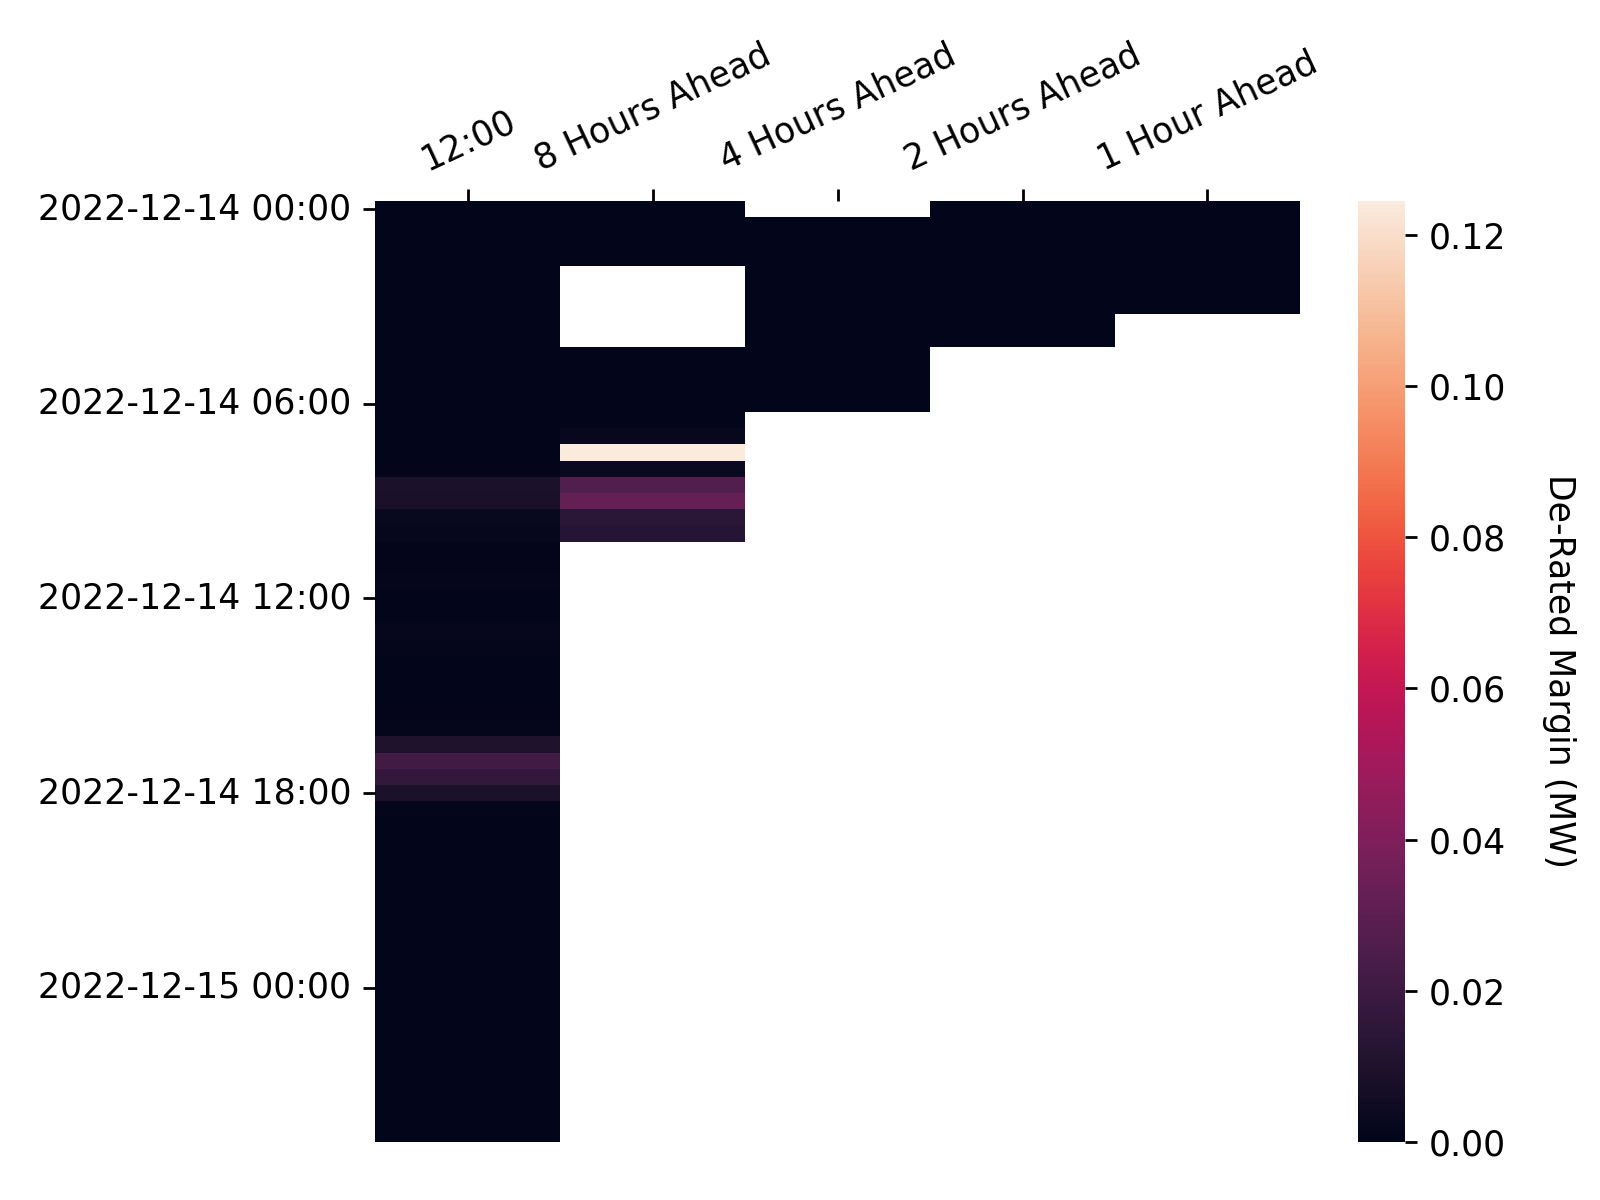 12:00
8 Hours Ahead
4 Hours Ahead
2 Hours Ahead
1 Hour Ahead
2022-12-14 00:00
2022-12-14 06:00
2022-12-14 12:00
2022-12-14 18:00
2022-12-15 00:00
0.12
0.10
0.08
0.06
0.04
0.02
0.00
De-Rated Margin (MW)